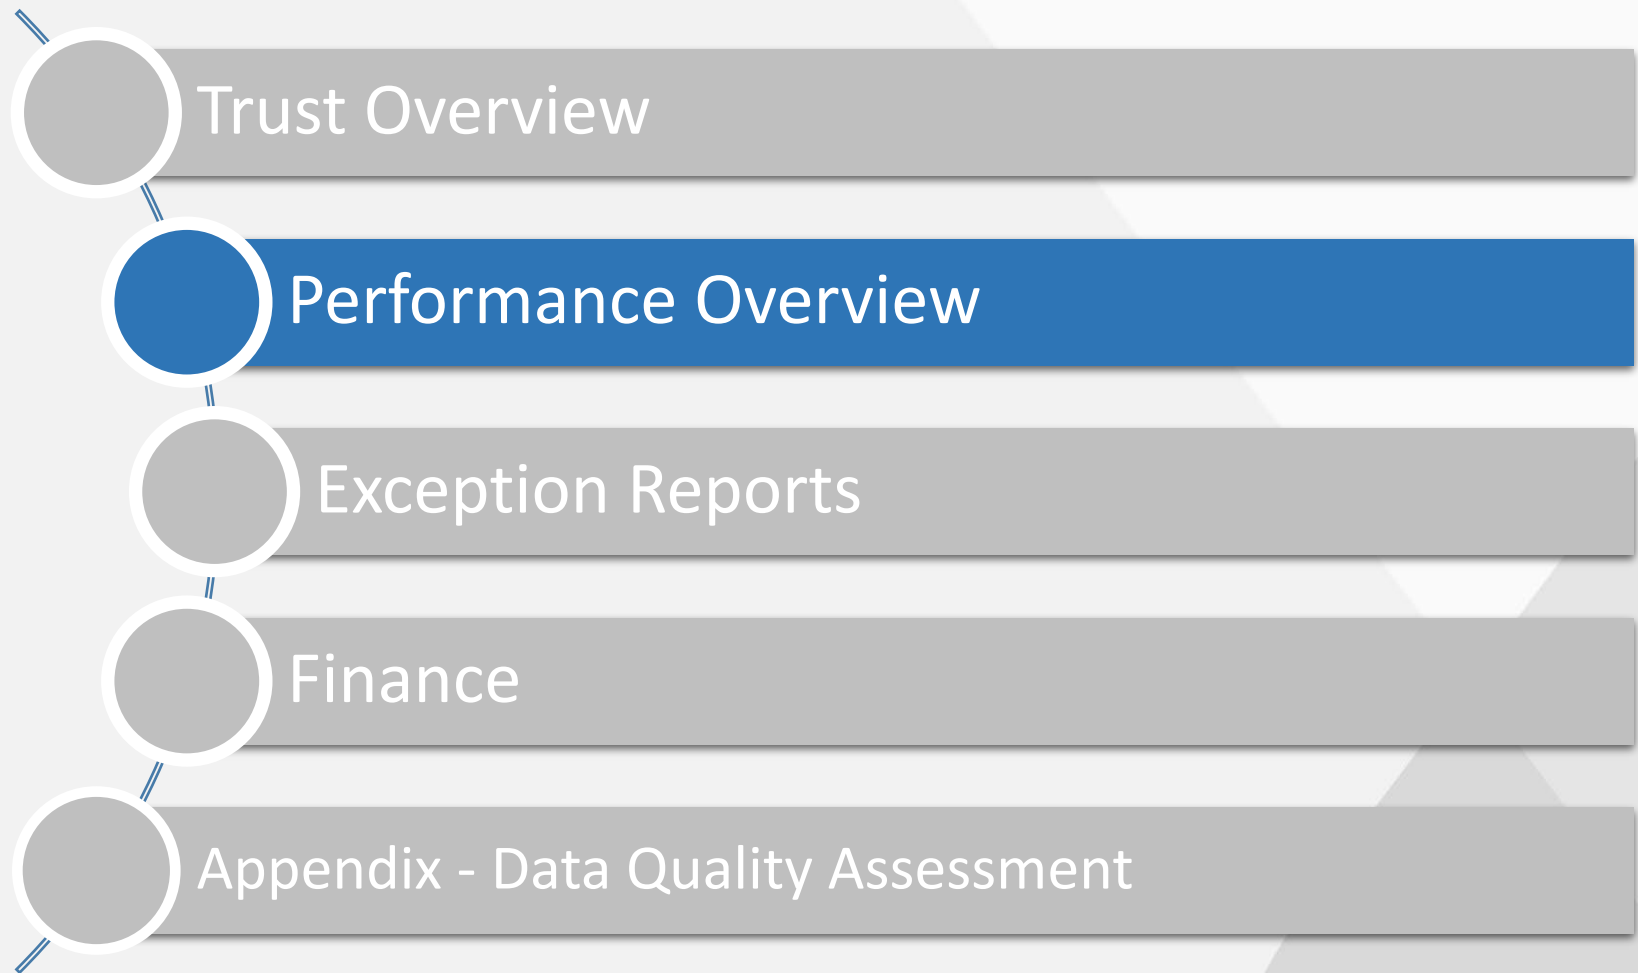 Trust Overview
Performance Overview
Exception Reports
Finance
Appendix - Data Quality Assessment